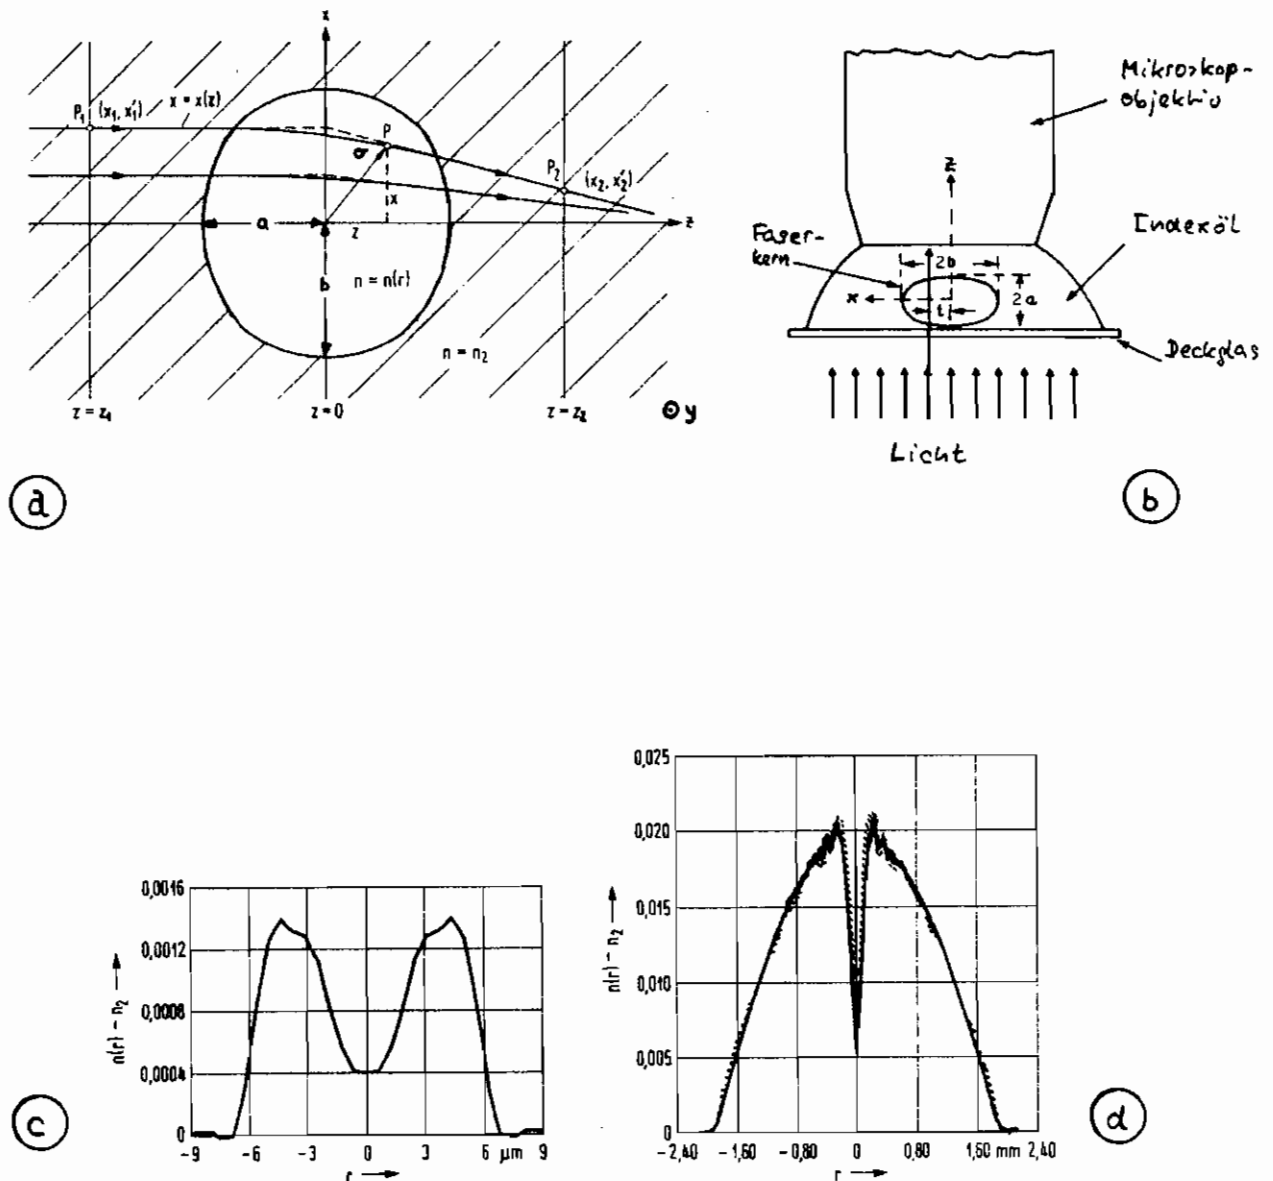 x
P₁ (x₁, x₁')
x = x(z)
P
σ
P₂
(x₂, x₂')
x
a
z
z
b
n = n(r)
n = n₂
z = z₁
z = 0
z = z₂
⊙ y
a
Mikroskop-
objektiv
z
Indexöl
Faser-
kern
2b
x
t
2a
Deckglas
Licht
b
0,0016
0,0012
0,0008
0,0004
0
n(r) – n₂
-9 -6 -3 0 3 6 µm 9
r
c
0,025
0,020
0,015
0,010
0,005
0
n(r) – n₂
-2,40 -1,60 -0,80 0 0,80 1,60 mm 2,40
r
d